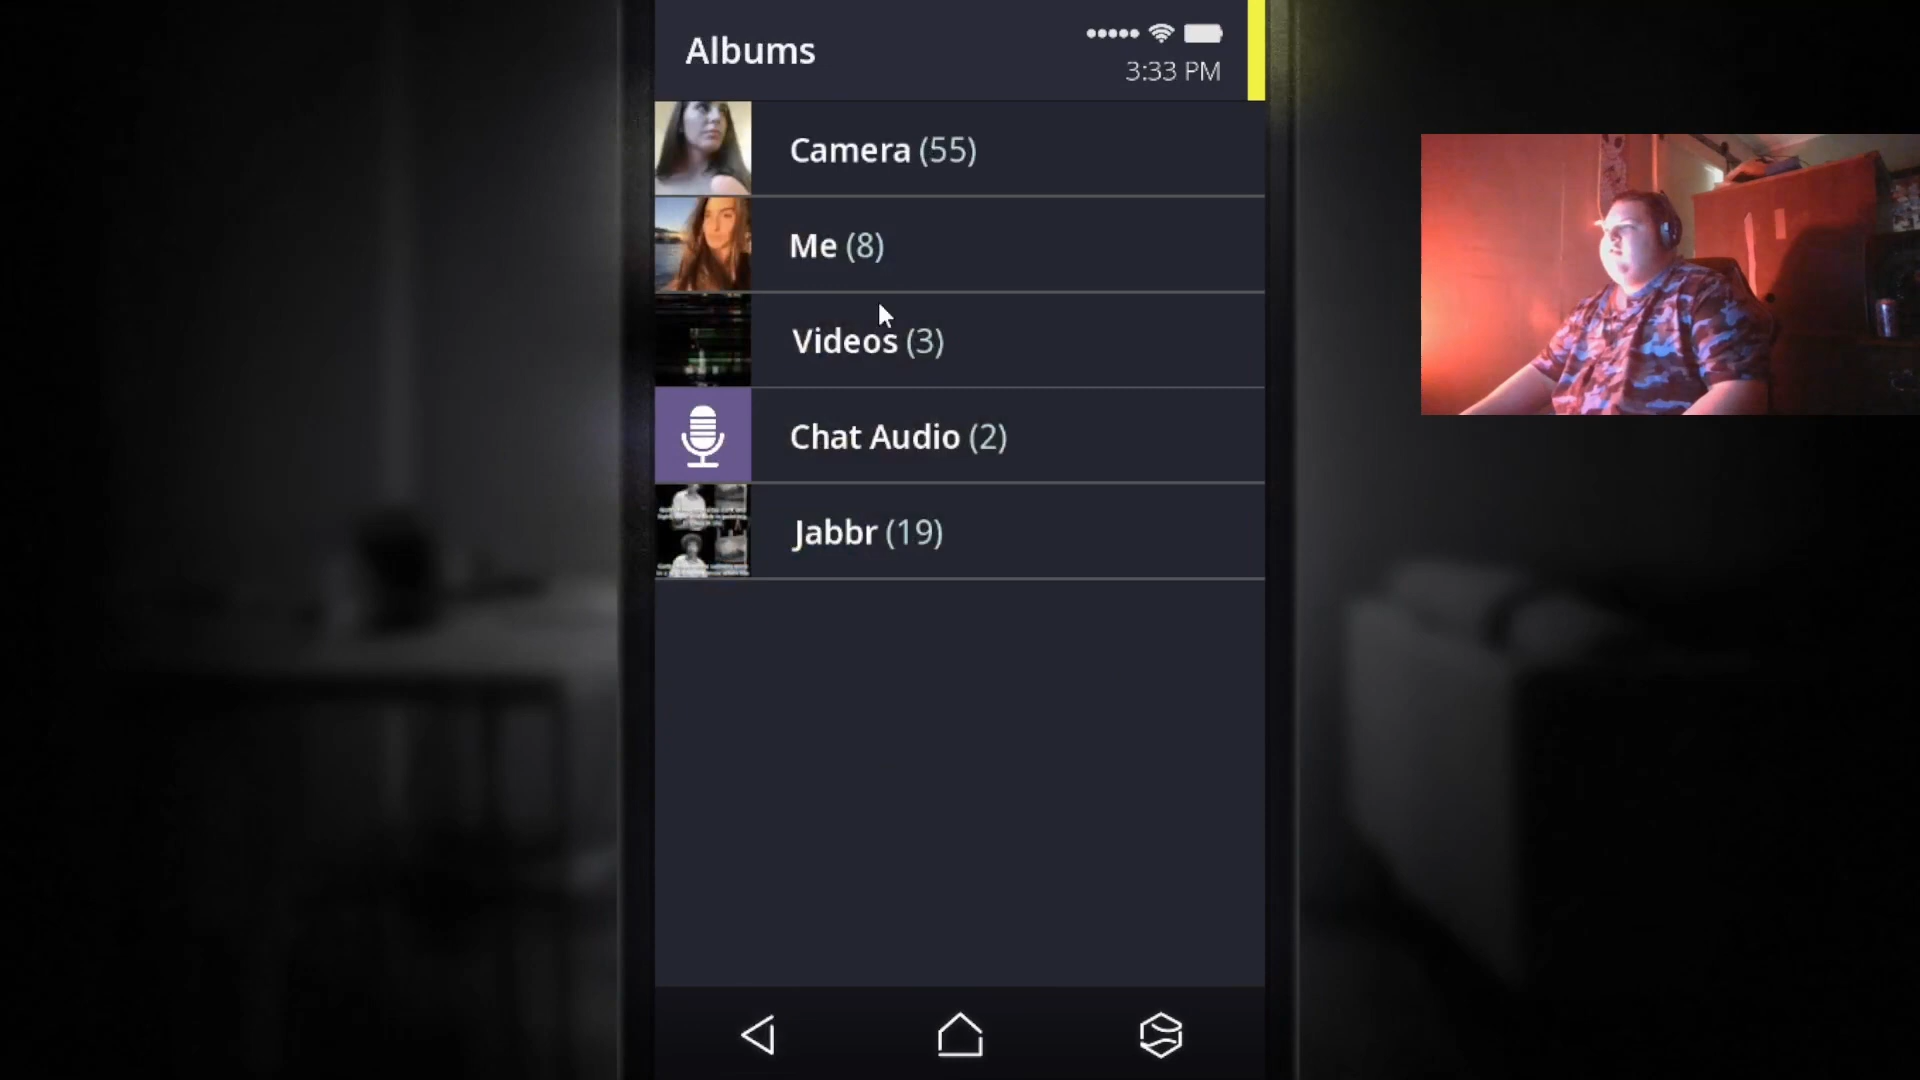 Albums
3:33 PM
Camera (55)
Me (8)
Videos (3)
Chat Audio (2)
Jabbr (19)